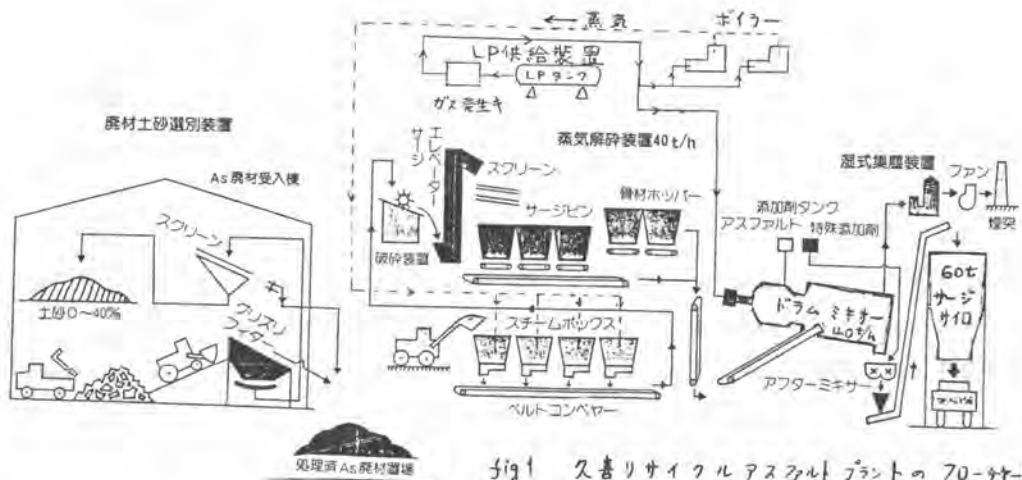 蒸気
ボイラー
LP供給装置
LPタンク
ガス発生キ
廃材土砂選別装置
As廃材受入棟
スクリーン
土砂0~40%
グリズリ
フィダー
処理済As廃材置場
エレベーター
サージ
スクリーン
蒸気解砕装置40t/h
サージビン
骨材ホッパー
破砕装置
スチームボックス
ベルトコンベヤー
添加剤タンク
アスファルト
特殊添加剤
湿式集塵装置
ファン
煙突
ドラムミキサー
40t/h
アフターミキサー
60t
サージ
サイロ
fig1 久喜リサイクルアスファルトプラントのフローチャート